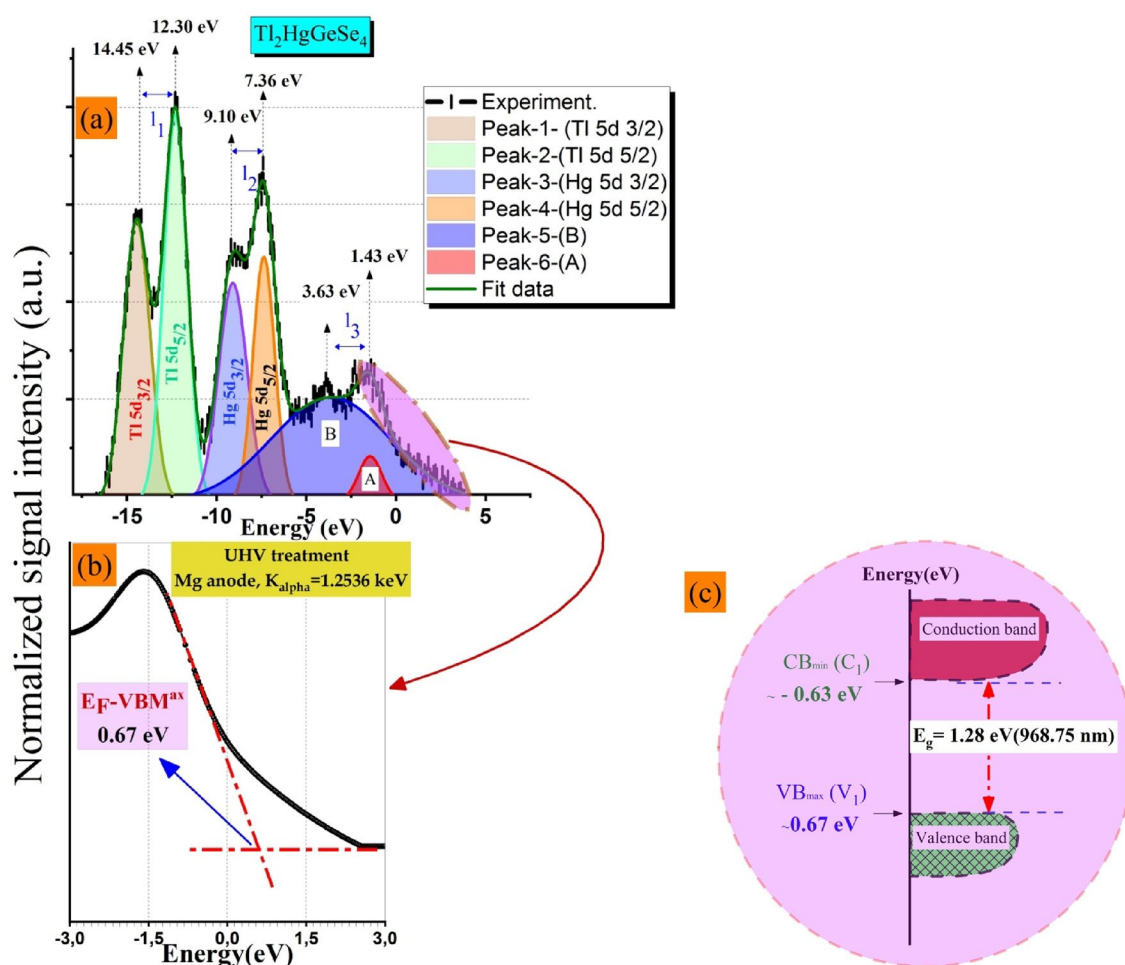 Tl₂HgGeSe₄
14.45 eV
12.30 eV
9.10 eV
7.36 eV
3.63 eV
1.43 eV
(a)
l₁
l₂
l₃
Experiment.
Peak-1- (Tl 5d 3/2)
Peak-2-(Tl 5d 5/2)
Peak-3-(Hg 5d 3/2)
Peak-4-(Hg 5d 5/2)
Peak-5-(B)
Peak-6-(A)
Fit data
Tl 5d3/2
Tl 5d5/2
Hg 5d3/2
Hg 5d5/2
B
A
-15 -10 -5 0 5
Energy (eV)
Normalized signal intensity (a.u.)
(b)
UHV treatment
Mg anode, Kalpha=1.2536 keV
EF-VBMax
0.67 eV
-3,0 -1,5 0,0 1,5 3,0
Energy(eV)
(c)
Energy(eV)
Conduction band
CBmin (C₁)
~ - 0.63 eV
Eg= 1.28 eV(968.75 nm)
VBmax (V₁)
~0.67 eV
Valence band